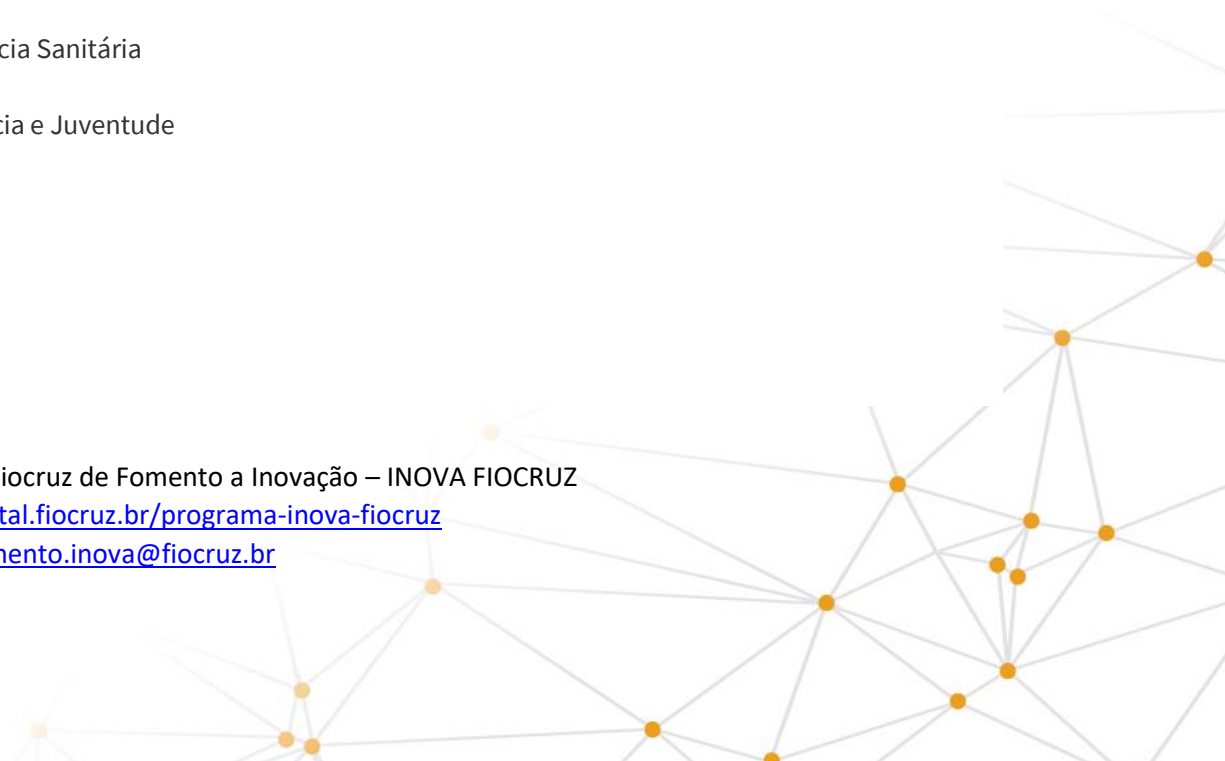 cia Sanitária
cia e Juventude
iocruz de Fomento a Inovação – INOVA FIOCRUZ
tal.fiocruz.br/programa-inova-fiocruz
ento.inova@fiocruz.br